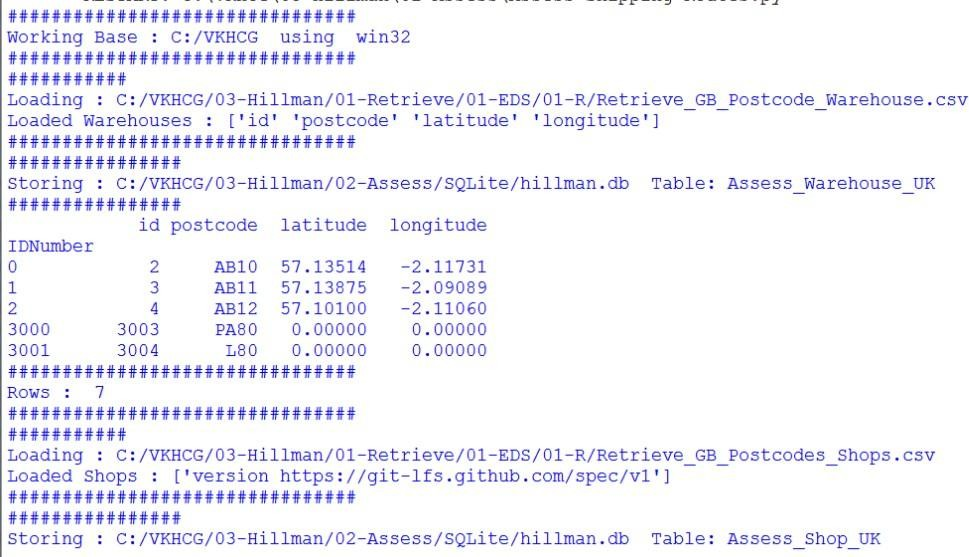 ################################
Working Base : C:/VKHCG  using  win32
################################
###########
Loading : C:/VKHCG/03-Hillman/01-Retrieve/01-EDS/01-R/Retrieve_GB_Postcode_Warehouse.csv
Loaded Warehouses : ['id' 'postcode' 'latitude' 'longitude']
################################
################
Storing : C:/VKHCG/03-Hillman/02-Assess/SQLite/hillman.db  Table: Assess_Warehouse_UK
################
            id postcode  latitude  longitude
IDNumber
0            2     AB10  57.13514   -2.11731
1            3     AB11  57.13875   -2.09089
2            4     AB12  57.10100   -2.11060
3000      3003     PA80   0.00000    0.00000
3001      3004      L80   0.00000    0.00000
################################
Rows :  7
################################
###########
Loading : C:/VKHCG/03-Hillman/01-Retrieve/01-EDS/01-R/Retrieve_GB_Postcodes_Shops.csv
Loaded Shops : ['version https://git-lfs.github.com/spec/v1']
################################
################
Storing : C:/VKHCG/03-Hillman/02-Assess/SQLite/hillman.db  Table: Assess_Shop_UK